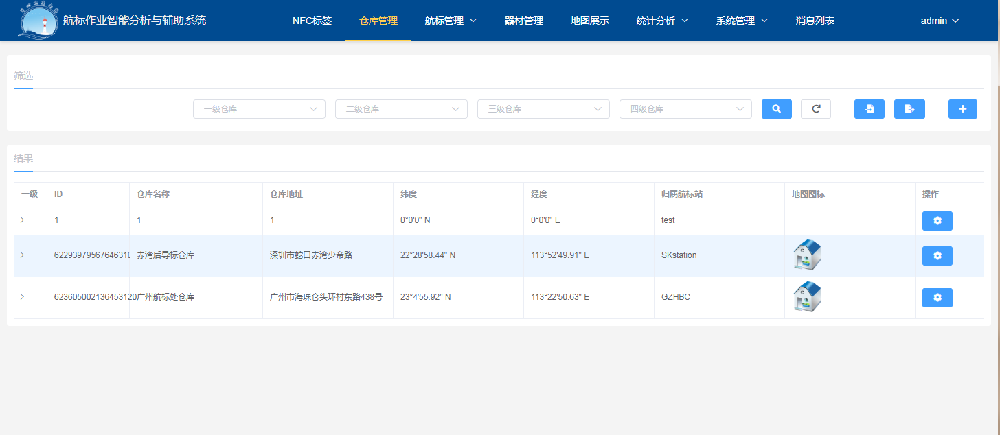 航标作业智能分析与辅助系统 NFC标签 仓库管理 航标管理 器材管理 地图展示 统计分析 系统管理 消息列表 admin
筛选
一级仓库 二级仓库 三级仓库 四级仓库
结果
一级 ID 仓库名称 仓库地址 纬度 经度 归属航标站 地图图标 操作
1 1 1 0°0'0" N 0°0'0" E test
62293979567646310 赤湾后导标仓库 深圳市蛇口赤湾少帝路 22°28'58.44" N 113°52'49.91" E SKstation
623605002136453120 广州航标处仓库 广州市海珠仑头环村东路438号 23°4'55.92" N 113°22'50.63" E GZHBC